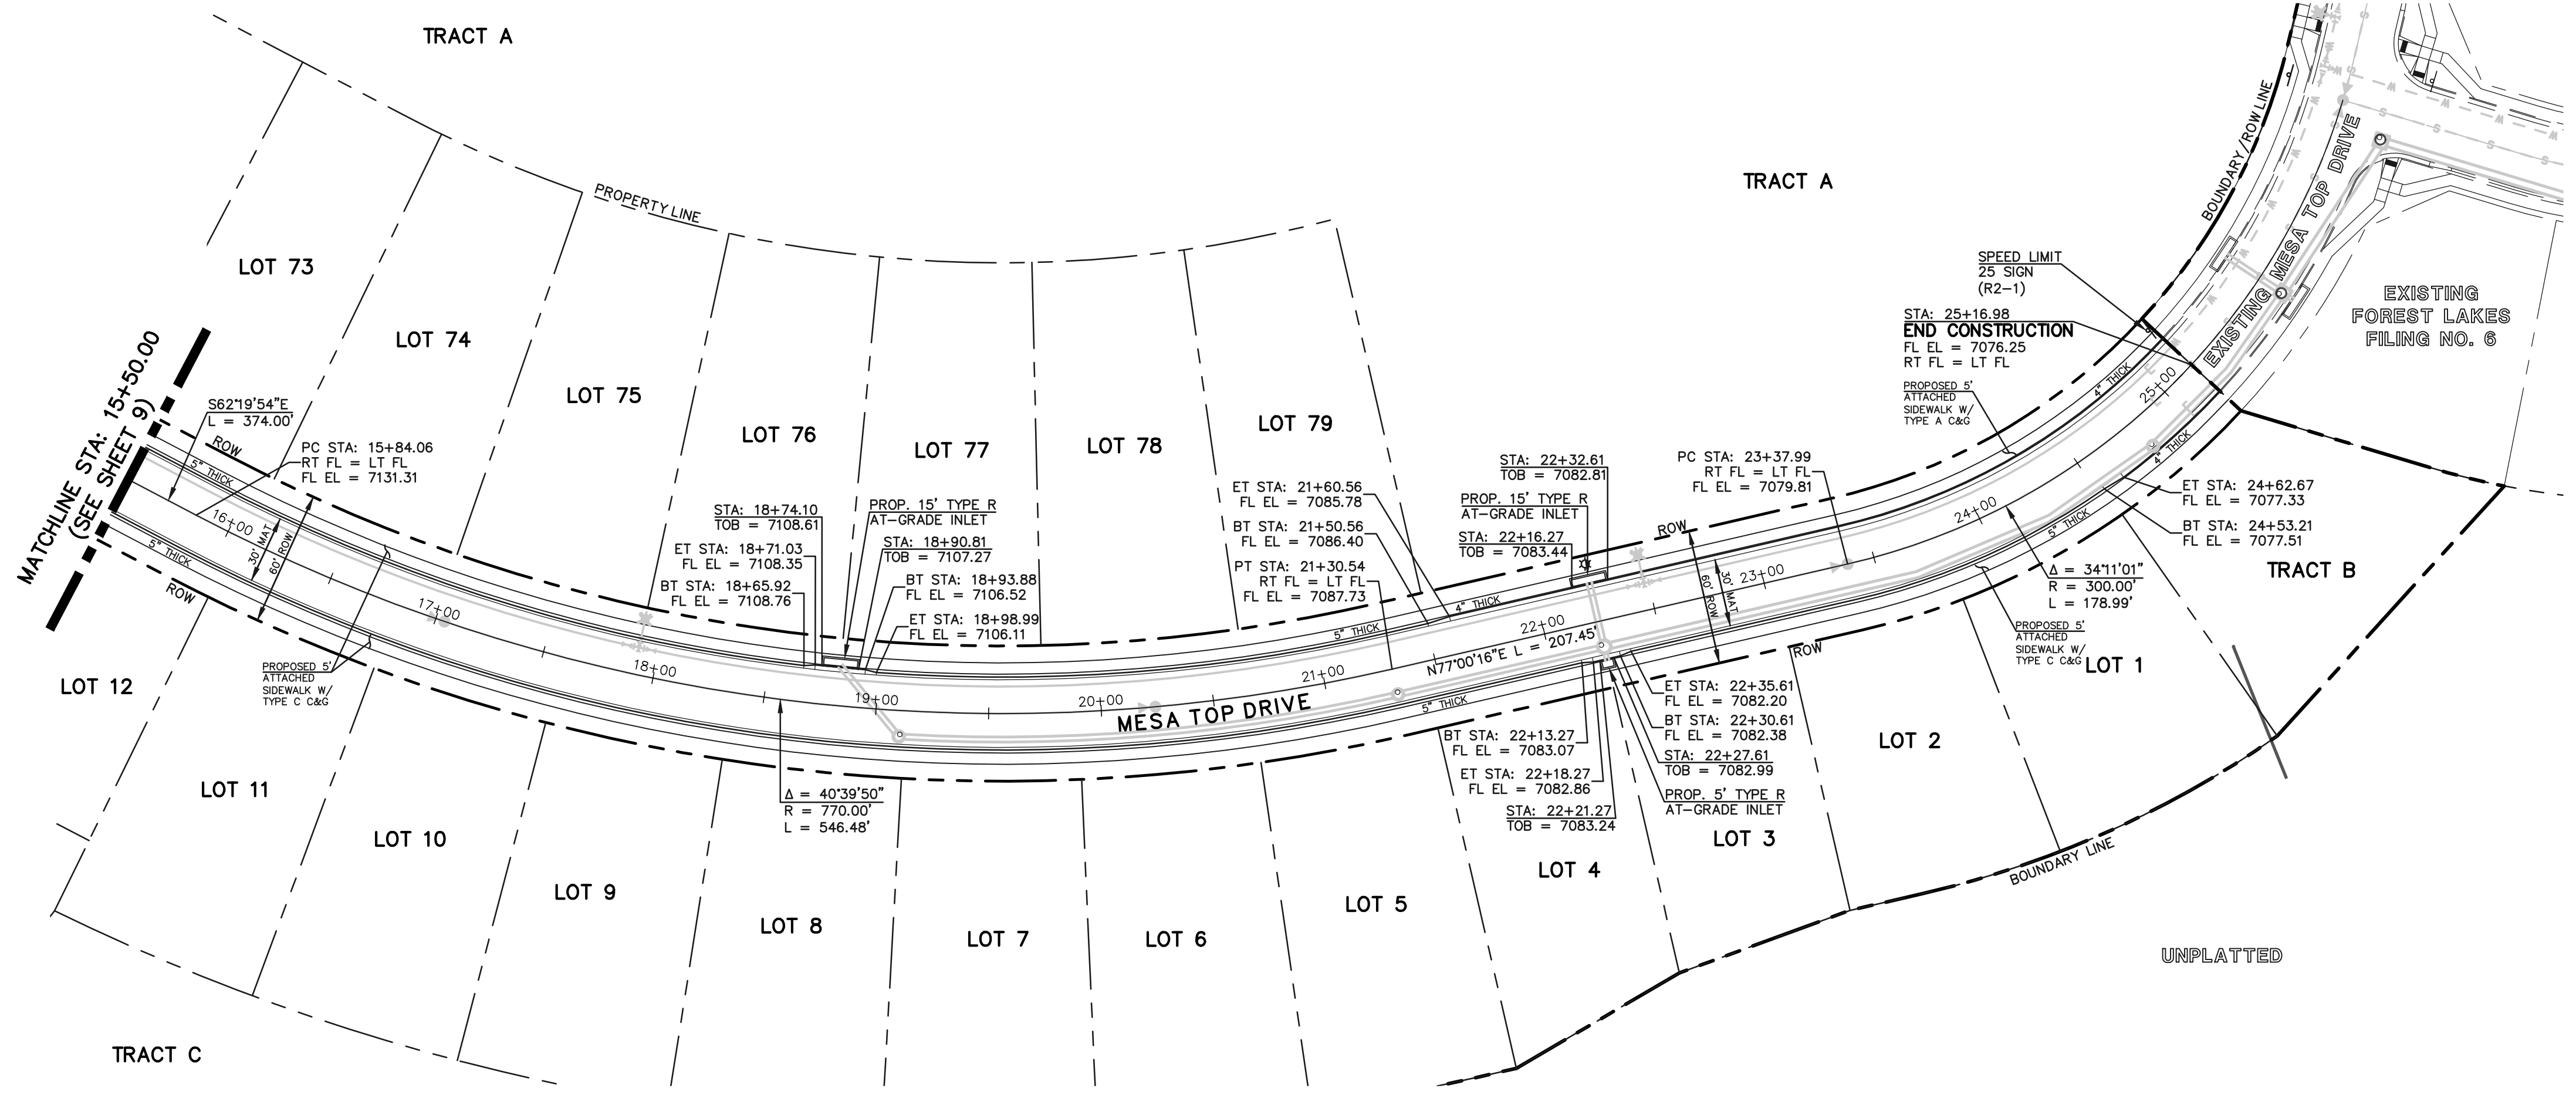 TRACT A
TRACT A
PROPERTY LINE
BOUNDARY/ROW LINE
EXISTING MESA TOP DRIVE
EXISTING
FOREST LAKES
FILING NO. 6
SPEED LIMIT
25 SIGN
(R2-1)
STA: 25+16.98
END CONSTRUCTION
FL EL = 7076.25
RT FL = LT FL
PROPOSED 5'
ATTACHED
SIDEWALK W/
TYPE A C&G
4" THICK
25+00
LOT 73
LOT 74
LOT 75
LOT 76
LOT 77
LOT 78
LOT 79
MATCHLINE STA: 15+50.00
(SEE SHEET 9)
S62°19'54"E
L = 374.00'
ROW
5" THICK
PC STA: 15+84.06
RT FL = LT FL
FL EL = 7131.31
16+00
30' MAT
60' ROW
5" THICK
ROW
17+00
PROPOSED 5'
ATTACHED
SIDEWALK W/
TYPE C C&G
18+00
STA: 18+74.10
TOB = 7108.61
ET STA: 18+71.03
FL EL = 7108.35
BT STA: 18+65.92
FL EL = 7108.76
PROP. 15' TYPE R
AT-GRADE INLET
STA: 18+90.81
TOB = 7107.27
BT STA: 18+93.88
FL EL = 7106.52
ET STA: 18+98.99
FL EL = 7106.11
19+00
20+00
MESA TOP DRIVE
21+00
ET STA: 21+60.56
FL EL = 7085.78
BT STA: 21+50.56
FL EL = 7086.40
PT STA: 21+30.54
RT FL = LT FL
FL EL = 7087.73
5" THICK
4" THICK
STA: 22+32.61
TOB = 7082.81
PROP. 15' TYPE R
AT-GRADE INLET
STA: 22+16.27
TOB = 7083.44
22+00
N77°00'16"E L = 207.45'
5" THICK
ROW
PC STA: 23+37.99
RT FL = LT FL
FL EL = 7079.81
60' ROW
30' MAT
23+00
ROW
24+00
5" THICK
4" THICK
ET STA: 24+62.67
FL EL = 7077.33
BT STA: 24+53.21
FL EL = 7077.51
Δ = 34°11'01"
R = 300.00'
L = 178.99'
PROPOSED 5'
ATTACHED
SIDEWALK W/
TYPE C C&G
TRACT B
LOT 1
LOT 2
ET STA: 22+35.61
FL EL = 7082.20
BT STA: 22+30.61
FL EL = 7082.38
STA: 22+27.61
TOB = 7082.99
PROP. 5' TYPE R
AT-GRADE INLET
BT STA: 22+13.27
FL EL = 7083.07
ET STA: 22+18.27
FL EL = 7082.86
STA: 22+21.27
TOB = 7083.24
Δ = 40°39'50"
R = 770.00'
L = 546.48'
LOT 12
LOT 11
LOT 10
LOT 9
LOT 8
LOT 7
LOT 6
LOT 5
LOT 4
LOT 3
BOUNDARY LINE
UNPLATTED
TRACT C